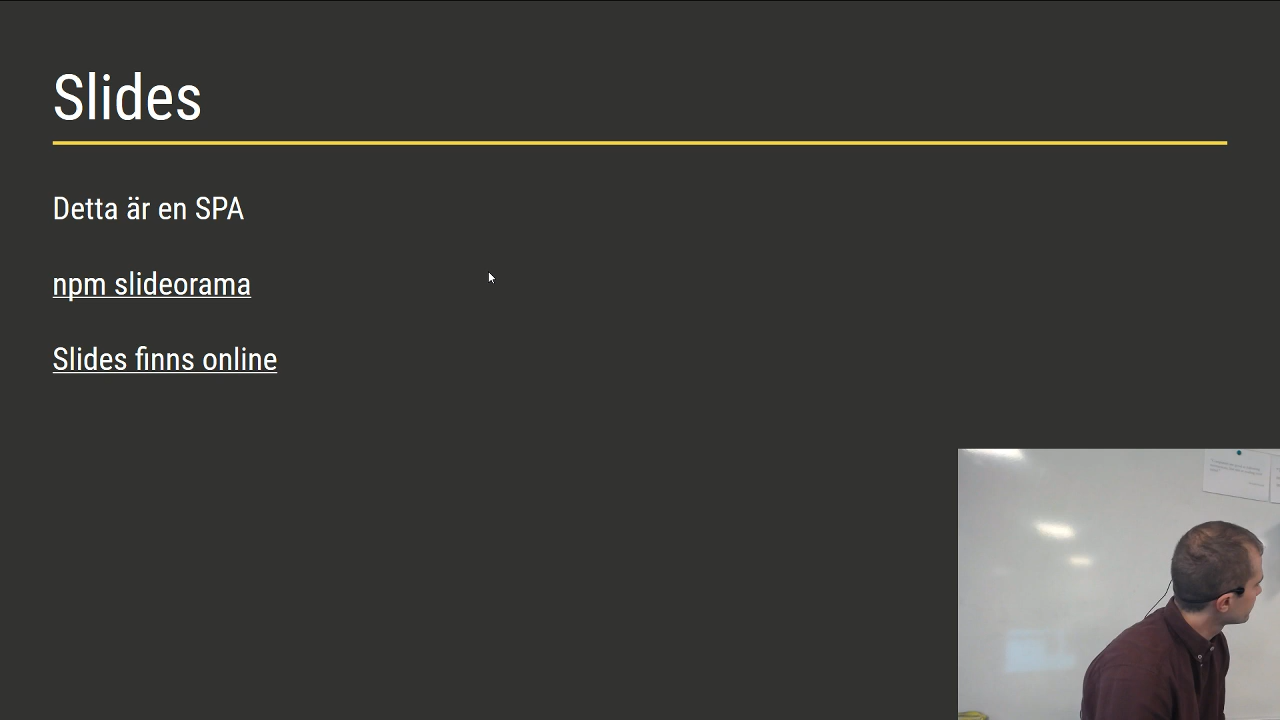 Slides
Detta är en SPA
npm slideorama
Slides finns online